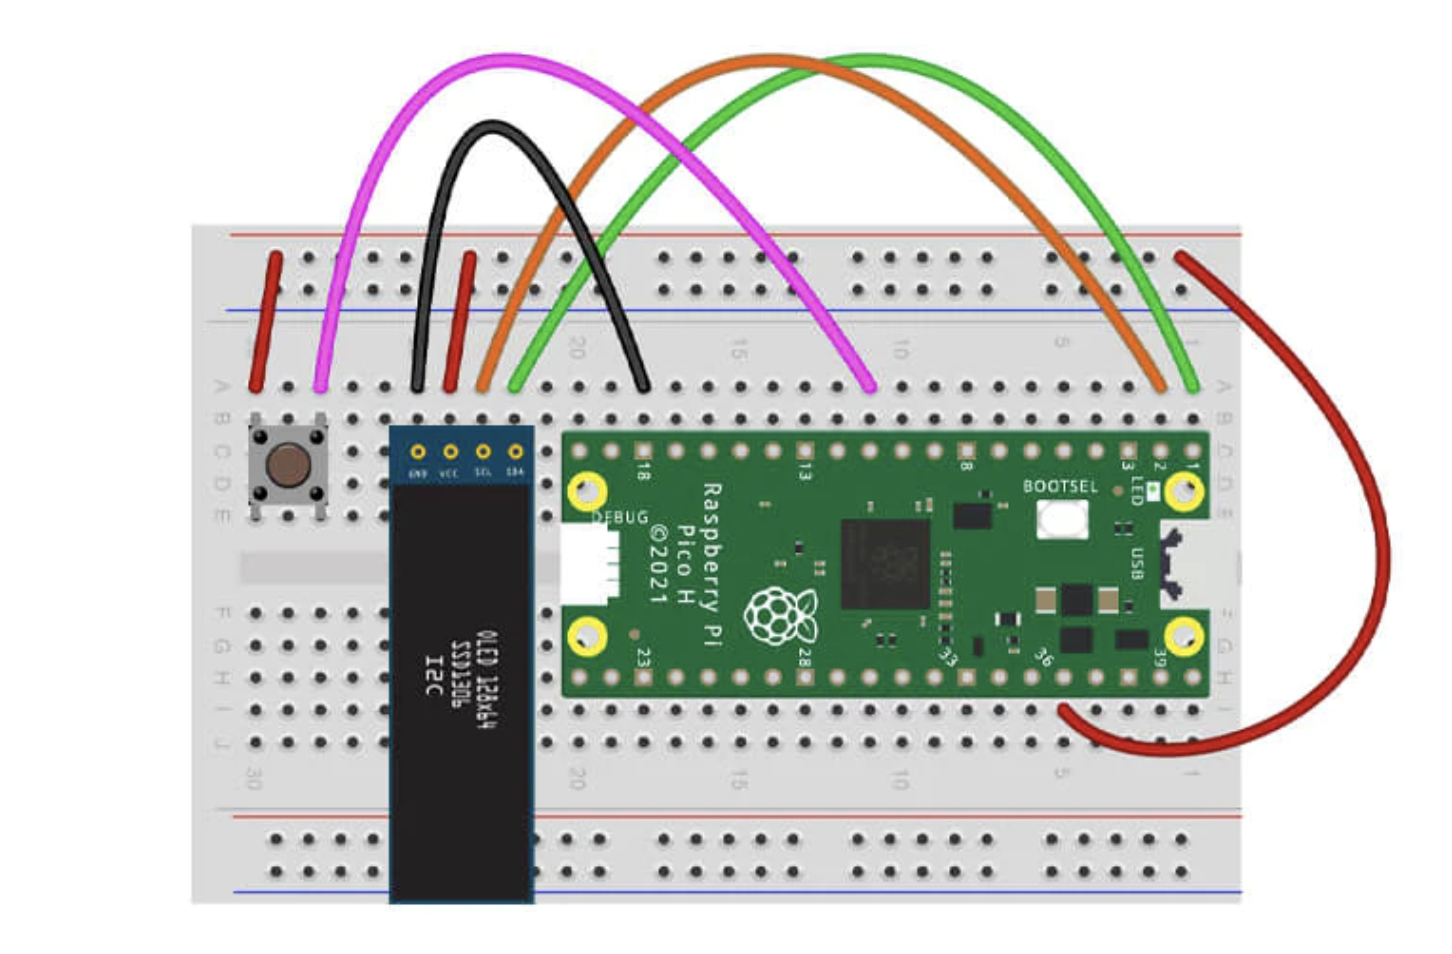 20 15 10 5 1
A A
B B
C C
D D
E E
GND VCC SCL SDA
18 13 8 3 2 1
BOOTSEL
LED
DEBUG
USB
Raspberry Pi
Pico H
©2021
OLED 128x64
SSD1306
I2C
23 28 33 36 39
F F
G G
H H
I I
J J
30 20 15 10 5 1